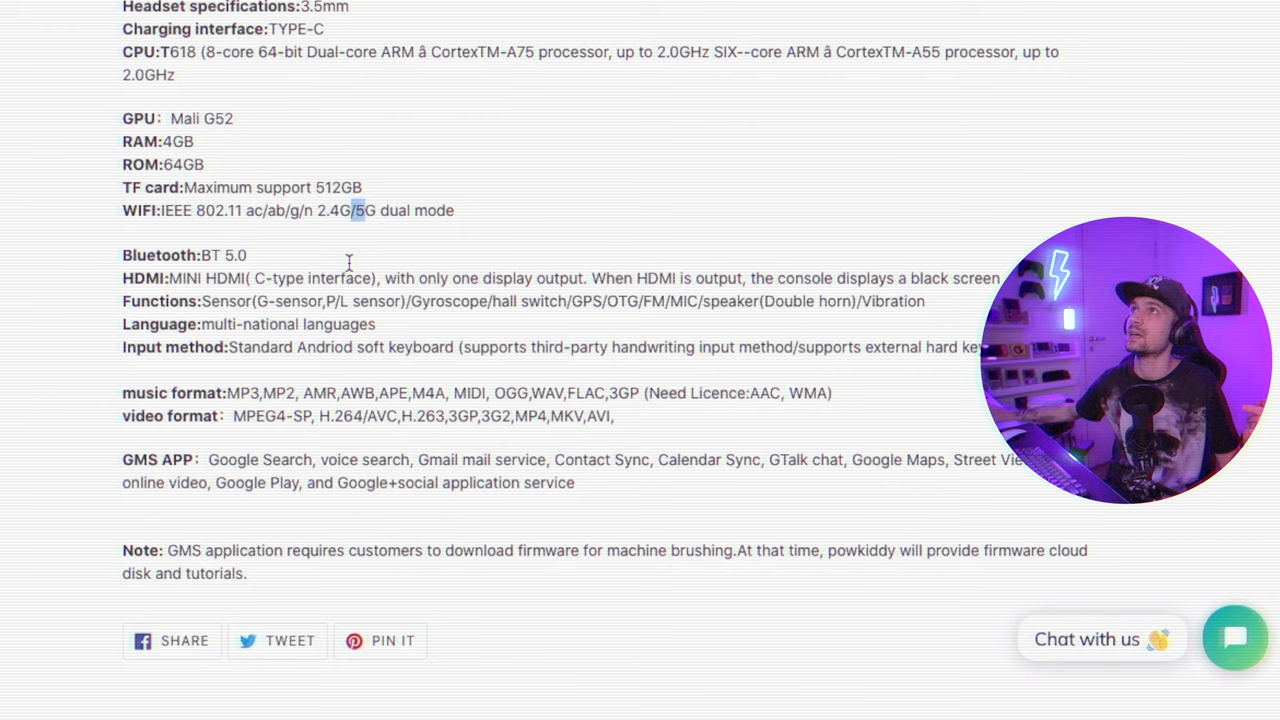 Headset specifications:3.5mm
Charging interface:TYPE-C
CPU:T618 (8-core 64-bit Dual-core ARM â CortexTM-A75 processor, up to 2.0GHz SIX--core ARM â CortexTM-A55 processor, up to
2.0GHz
GPU： Mali G52
RAM:4GB
ROM:64GB
TF card:Maximum support 512GB
WIFI:IEEE 802.11 ac/ab/g/n 2.4G/5G dual mode
Bluetooth:BT 5.0
HDMI:MINI HDMI( C-type interface), with only one display output. When HDMI is output, the console displays a black screen
Functions:Sensor(G-sensor,P/L sensor)/Gyroscope/hall switch/GPS/OTG/FM/MIC/speaker(Double horn)/Vibration
Language:multi-national languages
Input method:Standard Andriod soft keyboard (supports third-party handwriting input method/supports external hard
music format:MP3,MP2, AMR,AWB,APE,M4A, MIDI, OGG,WAV,FLAC,3GP (Need Licence:AAC, WMA)
video format： MPEG4-SP, H.264/AVC,H.263,3GP,3G2,MP4,MKV,AVI,
GMS APP： Google Search, voice search, Gmail mail service, Contact Sync, Calendar Sync, GTalk chat, Google Maps, Street
online video, Google Play, and Google+social application service
Note: GMS application requires customers to download firmware for machine brushing.At that time, powkiddy will provide firmware cloud
disk and tutorials.
SHARE TWEET PIN IT
Chat with us